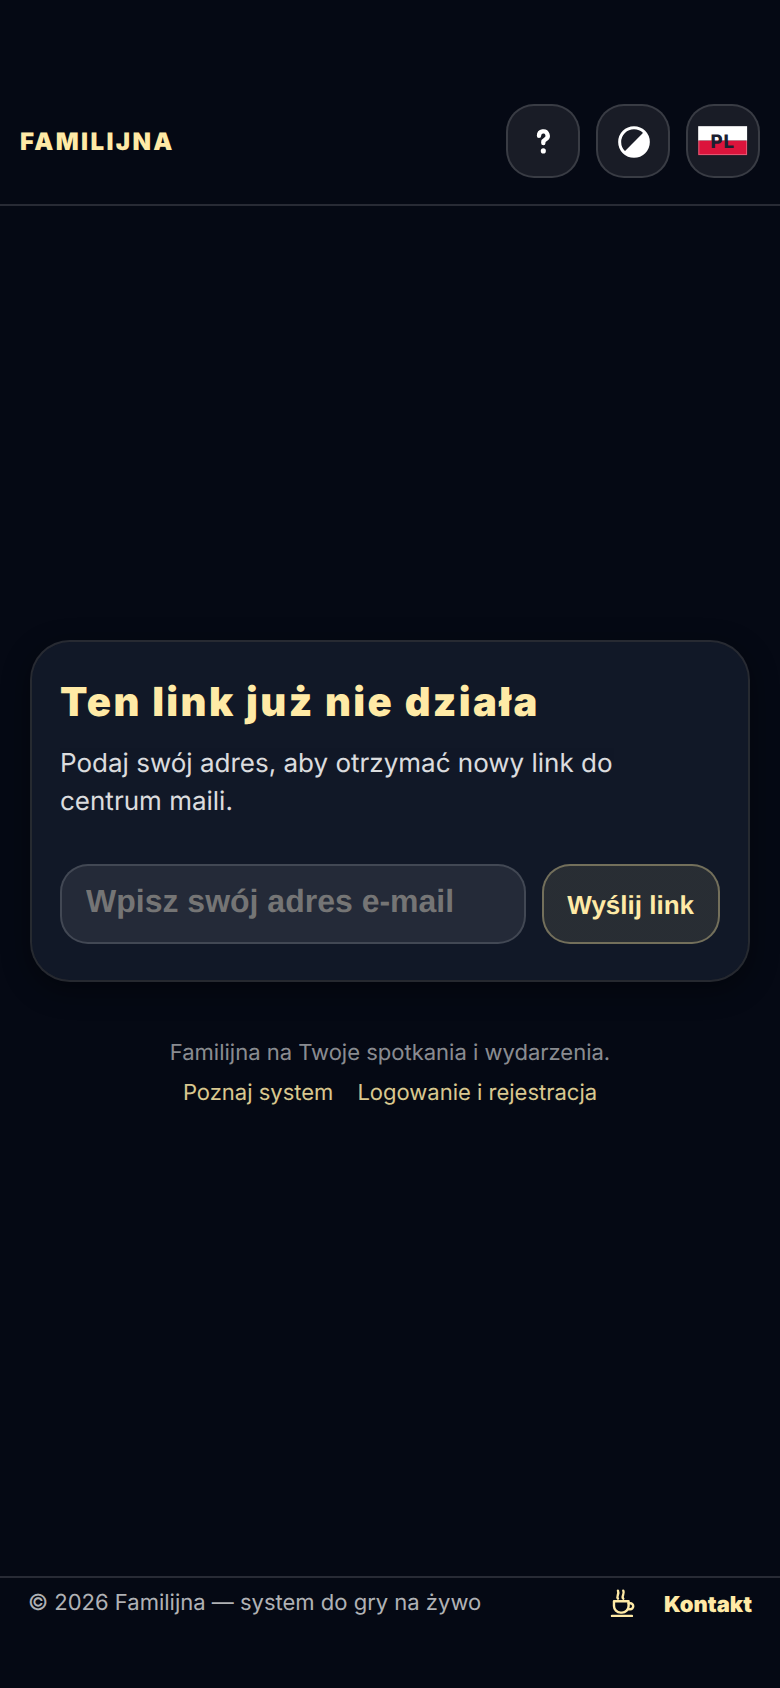 FAMILIJNA
?
PL
Ten link już nie działa
Podaj swój adres, aby otrzymać nowy link do
centrum maili.
Wpisz swój adres e-mail
Wyślij link
Familijna na Twoje spotkania i wydarzenia.
Poznaj system Logowanie i rejestracja
© 2026 Familijna — system do gry na żywo
Kontakt